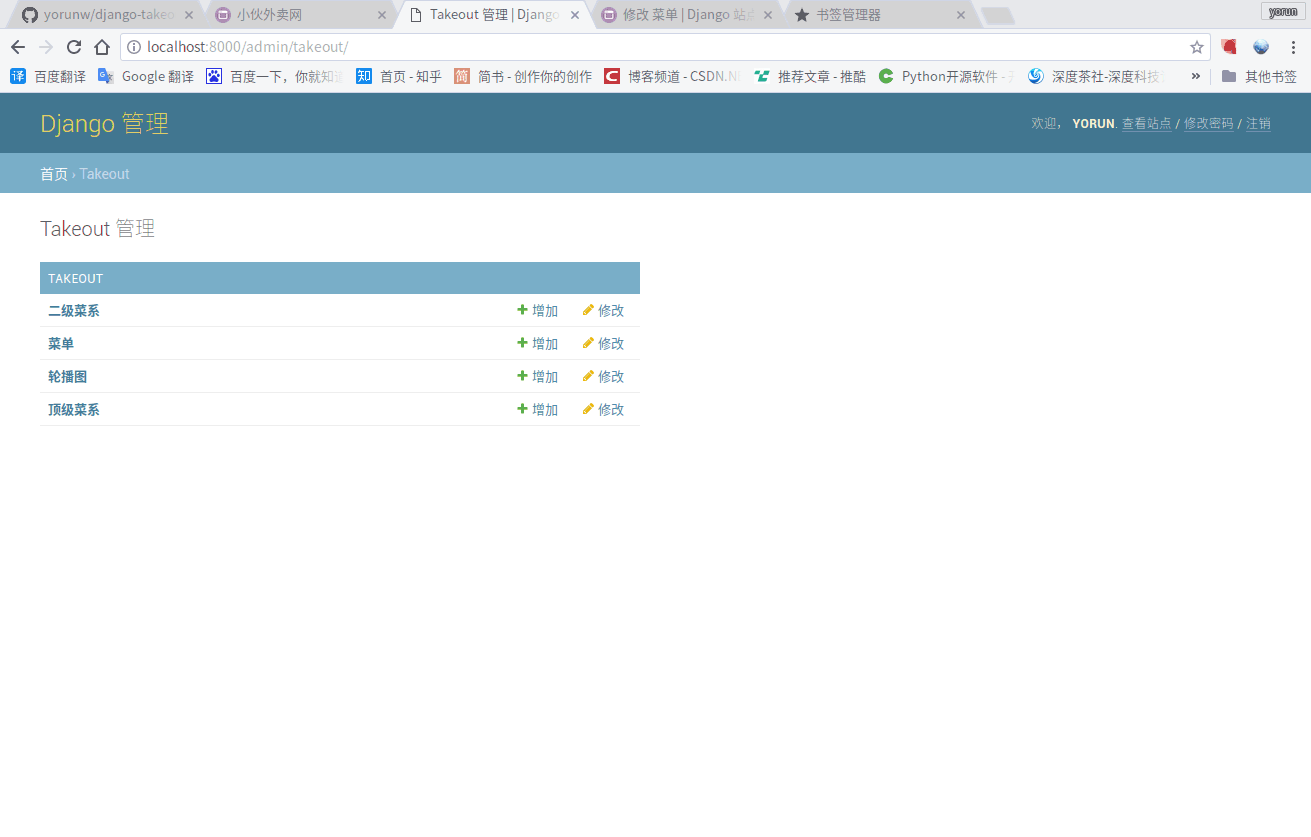 yorunw/django-takeo 小伙外卖网 Takeout 管理 | Django 修改 菜单 | Django 站点 书签管理器 yorun
localhost:8000/admin/takeout/
百度翻译 Google 翻译 百度一下，你就知道 首页 - 知乎 简书 - 创作你的创作 博客频道 - CSDN.N 推荐文章 - 推酷 Python开源软件 - 深度茶社-深度科技 » 其他书签
Django 管理 欢迎， YORUN. 查看站点 / 修改密码 / 注销
首页 › Takeout
Takeout 管理
TAKEOUT
二级菜系 增加 修改
菜单 增加 修改
轮播图 增加 修改
顶级菜系 增加 修改